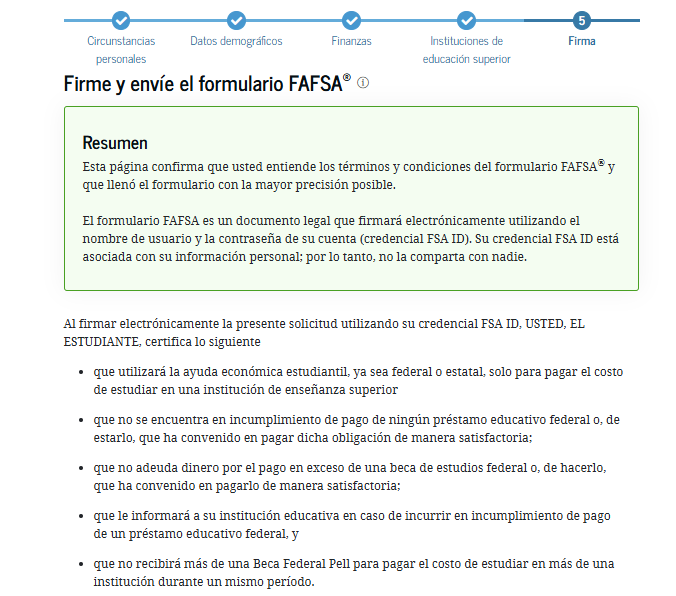 5
Circunstancias
personales
Datos demográficos
Finanzas
Instituciones de
educación superior
Firma
Firme y envíe el formulario FAFSA® ⓘ
Resumen
Esta página confirma que usted entiende los términos y condiciones del formulario FAFSA® y
que llenó el formulario con la mayor precisión posible.
El formulario FAFSA es un documento legal que firmará electrónicamente utilizando el
nombre de usuario y la contraseña de su cuenta (credencial FSA ID). Su credencial FSA ID está
asociada con su información personal; por lo tanto, no la comparta con nadie.
Al firmar electrónicamente la presente solicitud utilizando su credencial FSA ID, USTED, EL
ESTUDIANTE, certifica lo siguiente
• que utilizará la ayuda económica estudiantil, ya sea federal o estatal, solo para pagar el costo
de estudiar en una institución de enseñanza superior
• que no se encuentra en incumplimiento de pago de ningún préstamo educativo federal o, de
estarlo, que ha convenido en pagar dicha obligación de manera satisfactoria;
• que no adeuda dinero por el pago en exceso de una beca de estudios federal o, de hacerlo,
que ha convenido en pagarlo de manera satisfactoria;
• que le informará a su institución educativa en caso de incurrir en incumplimiento de pago
de un préstamo educativo federal, y
• que no recibirá más de una Beca Federal Pell para pagar el costo de estudiar en más de una
institución durante un mismo período.